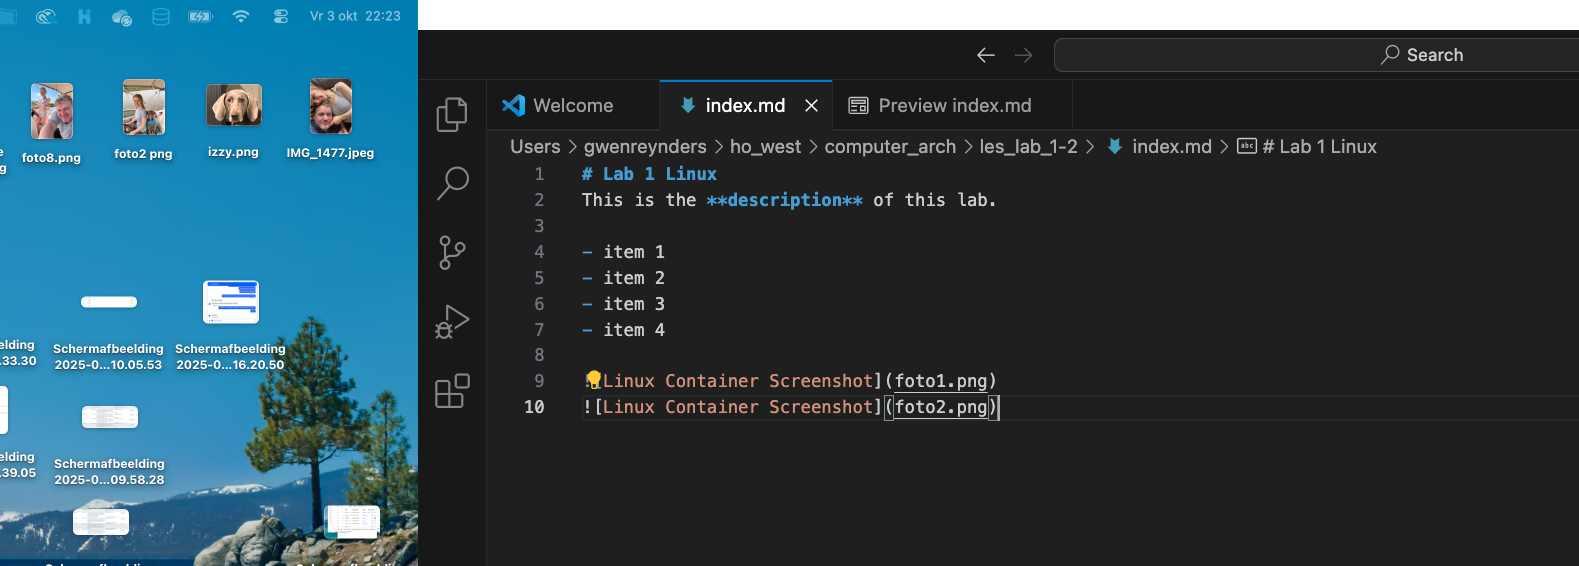 Vr 3 okt 22:23
foto8.png
foto2 png
izzy.png
IMG_1477.jpeg
elding
.33.30
Schermafbeelding
2025-0...10.05.53
Schermafbeelding
2025-0...16.20.50
elding
.39.05
Schermafbeelding
2025-0...09.58.28
Search
Welcome
index.md
Preview index.md
Users > gwenreynders > ho_west > computer_arch > les_lab_1-2 > index.md > # Lab 1 Linux
1 # Lab 1 Linux
2 This is the **description** of this lab.
3
4 - item 1
5 - item 2
6 - item 3
7 - item 4
8
9 ![Linux Container Screenshot](foto1.png)
10 ![Linux Container Screenshot](foto2.png)